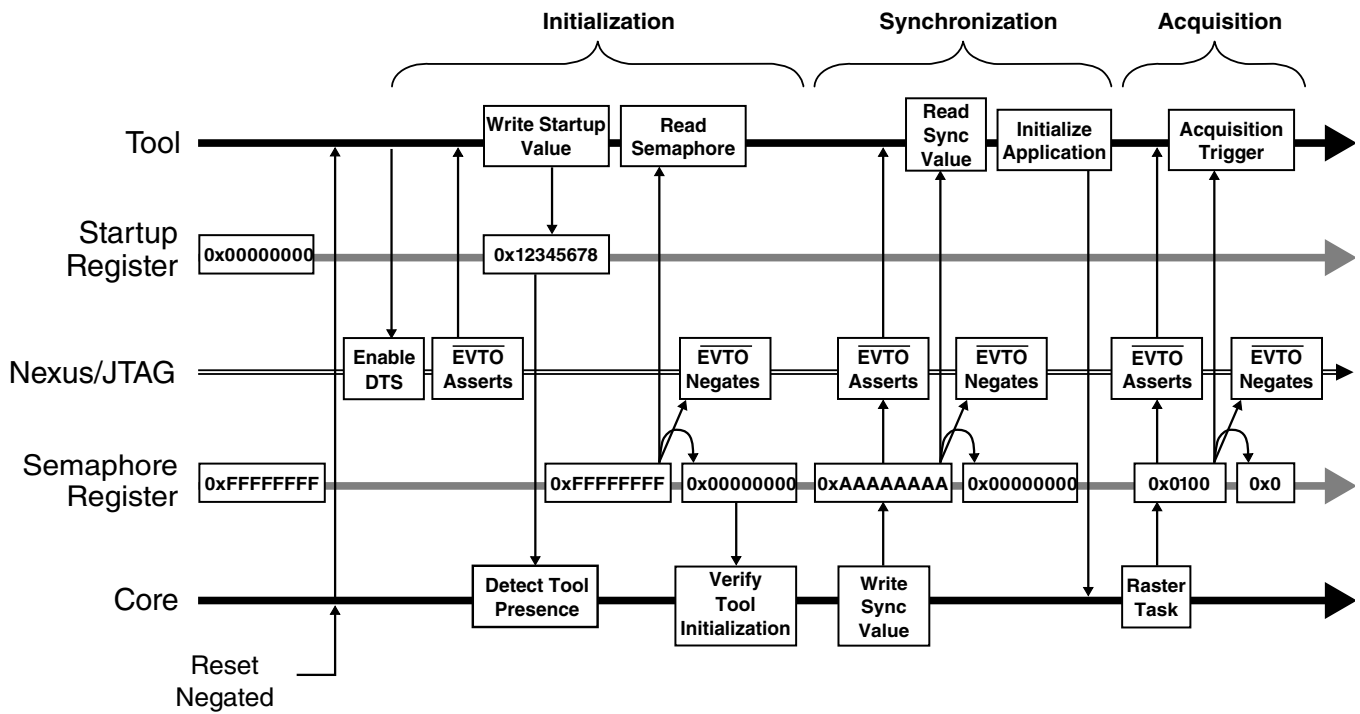 Initialization
Synchronization
Acquisition
Tool
Write Startup
Value
Read
Semaphore
Read
Sync
Value
Initialize
Application
Acquisition
Trigger
Startup
Register
0x00000000
0x12345678
Nexus/JTAG
Enable
DTS
EVTO
Asserts
EVTO
Negates
EVTO
Asserts
EVTO
Negates
EVTO
Asserts
EVTO
Negates
Semaphore
Register
0xFFFFFFFF
0xFFFFFFFF
0x00000000
0xAAAAAAAA
0x00000000
0x0100
0x0
Core
Detect Tool
Presence
Verify
Tool
Initialization
Write
Sync
Value
Raster
Task
Reset
Negated